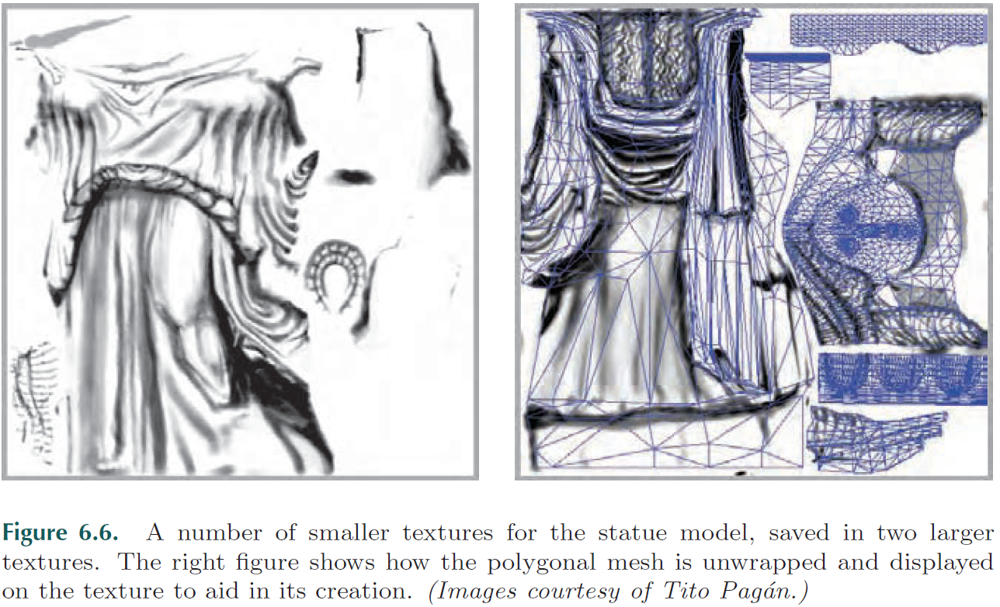 Figure 6.6. A number of smaller textures for the statue model, saved in two larger
textures. The right figure shows how the polygonal mesh is unwrapped and displayed
on the texture to aid in its creation. (Images courtesy of Tito Pagán.)